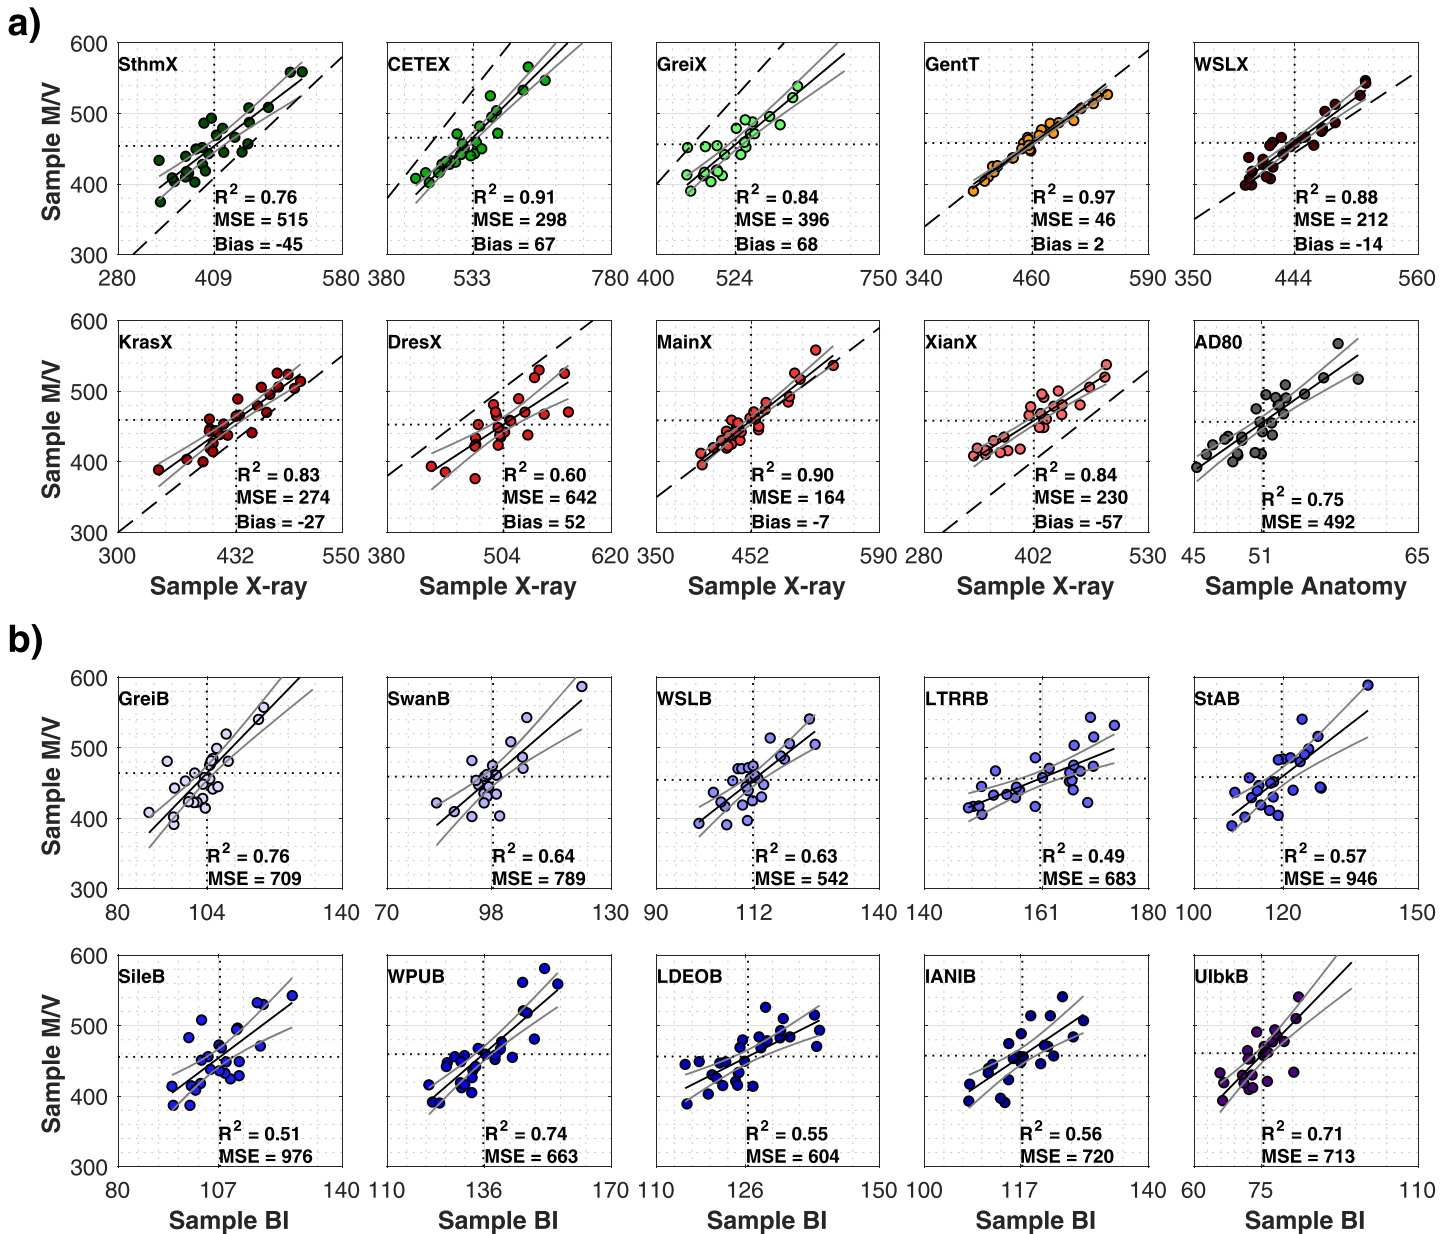 a)
SthmX CETEX GreiX GentT WSLX
Sample M/V
600
500
400
300
R² = 0.76
MSE = 515
Bias = -45
R² = 0.91
MSE = 298
Bias = 67
R² = 0.84
MSE = 396
Bias = 68
R² = 0.97
MSE = 46
Bias = 2
R² = 0.88
MSE = 212
Bias = -14
280 409 580 380 533 780 400 524 750 340 460 590 350 444 560
KrasX DresX MainX XianX AD80
Sample M/V
600
500
400
300
R² = 0.83
MSE = 274
Bias = -27
R² = 0.60
MSE = 642
Bias = 52
R² = 0.90
MSE = 164
Bias = -7
R² = 0.84
MSE = 230
Bias = -57
R² = 0.75
MSE = 492
300 432 550 380 504 620 350 452 590 280 402 530 45 51 65
Sample X-ray Sample X-ray Sample X-ray Sample X-ray Sample Anatomy
b)
GreiB SwanB WSLB LTRRB StAB
Sample M/V
600
500
400
300
R² = 0.76
MSE = 709
R² = 0.64
MSE = 789
R² = 0.63
MSE = 542
R² = 0.49
MSE = 683
R² = 0.57
MSE = 946
80 104 140 70 98 130 90 112 140 140 161 180 100 120 150
SileB WPUB LDEOB IANIB UIbkB
Sample M/V
600
500
400
300
R² = 0.51
MSE = 976
R² = 0.74
MSE = 663
R² = 0.55
MSE = 604
R² = 0.56
MSE = 720
R² = 0.71
MSE = 713
80 107 140 110 136 170 110 126 150 100 117 140 60 75 110
Sample BI Sample BI Sample BI Sample BI Sample BI